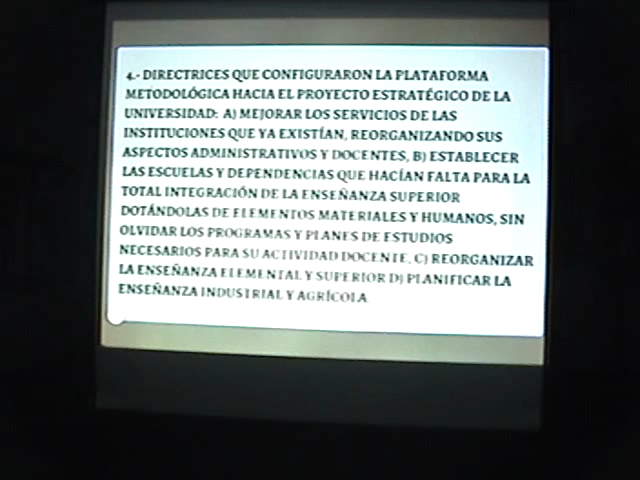 4.- DIRECTRICES QUE CONFIGURARON LA PLATAFORMA
METODOLÓGICA HACIA EL PROYECTO ESTRATÉGICO DE LA
UNIVERSIDAD: A) MEJORAR LOS SERVICIOS DE LAS
INSTITUCIONES QUE YA EXISTÍAN, REORGANIZANDO SUS
ASPECTOS ADMINISTRATIVOS Y DOCENTES, B) ESTABLECER
LAS ESCUELAS Y DEPENDENCIAS QUE HACÍAN FALTA PARA LA
TOTAL INTEGRACIÓN DE LA ENSEÑANZA SUPERIOR
DOTÁNDOLAS DE ELEMENTOS MATERIALES Y HUMANOS, SIN
OLVIDAR LOS PROGRAMAS Y PLANES DE ESTUDIOS
NECESARIOS PARA SU ACTIVIDAD DOCENTE, C) REORGANIZAR
LA ENSEÑANZA ELEMENTAL Y SUPERIOR D) PLANIFICAR LA
ENSEÑANZA INDUSTRIAL Y AGRÍCOLA